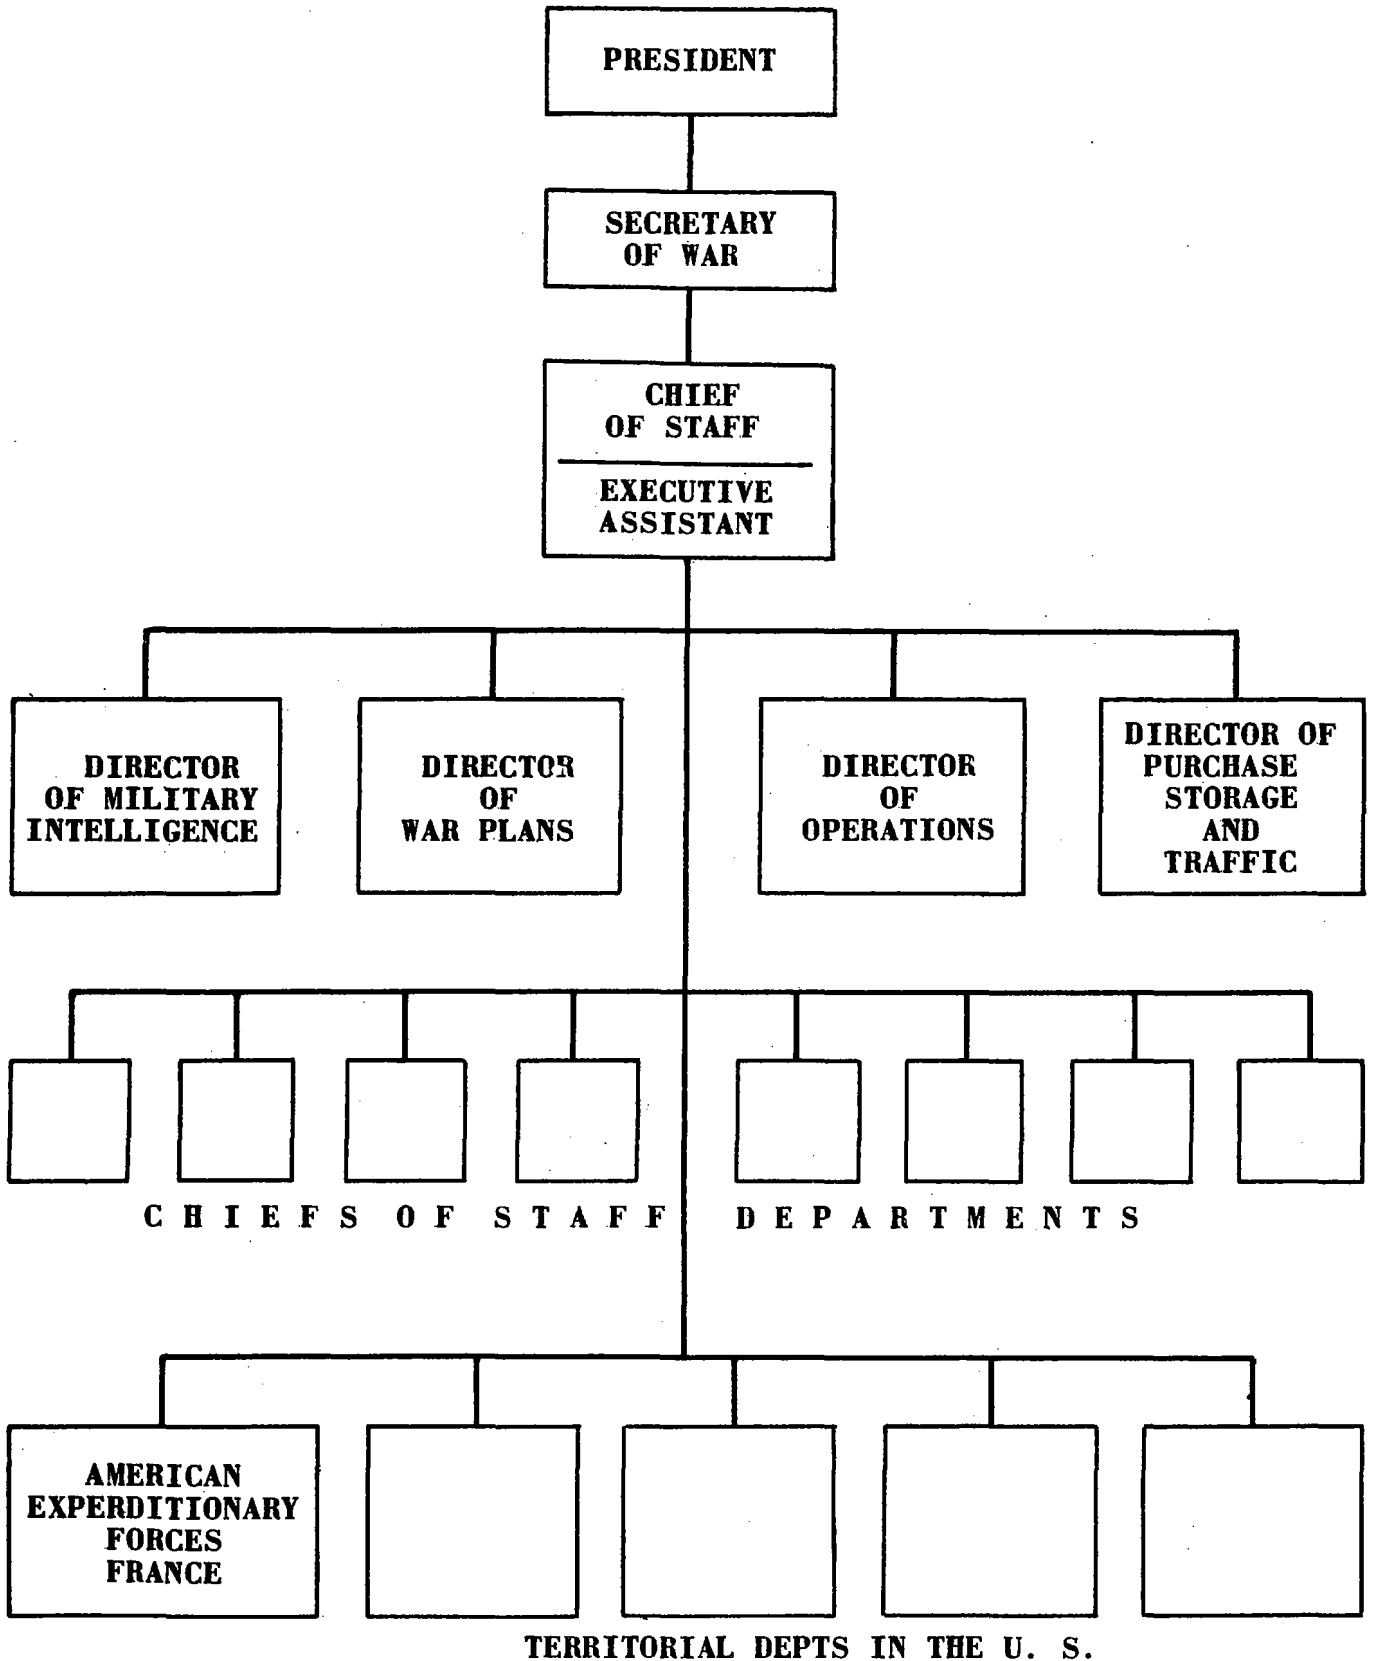 PRESIDENT
SECRETARY
OF WAR
CHIEF
OF STAFF
EXECUTIVE
ASSISTANT
DIRECTOR
OF MILITARY
INTELLIGENCE
DIRECTOR
OF
WAR PLANS
DIRECTOR
OF
OPERATIONS
DIRECTOR OF
PURCHASE
STORAGE
AND
TRAFFIC
CHIEFS OF STAFF DEPARTMENTS
AMERICAN
EXPERDITIONARY
FORCES
FRANCE
TERRITORIAL DEPTS IN THE U. S.